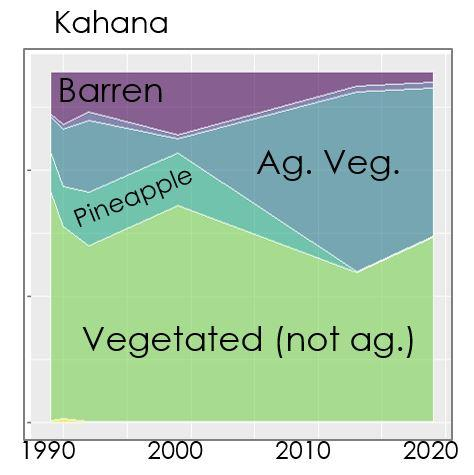 Kahana
Barren
Ag. Veg.
Pineapple
Vegetated (not ag.)
1990 2000 2010 2020